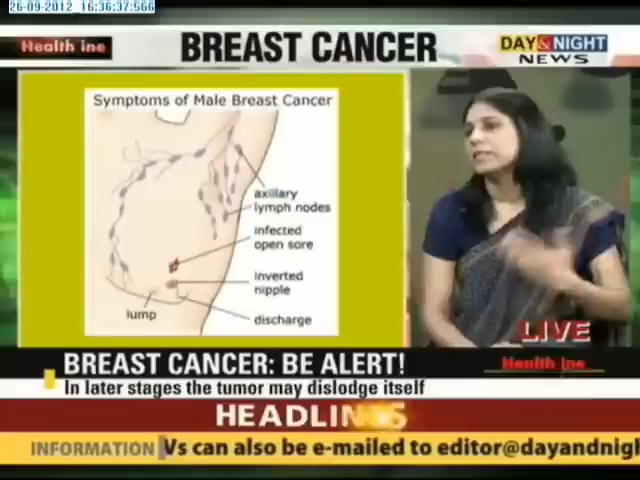 26-09-2012 16:36:37:566
Health ine
BREAST CANCER
DAY&NIGHT
NEWS
Symptoms of Male Breast Cancer
axillary
lymph nodes
infected
open sore
inverted
nipple
lump
discharge
LIVE
BREAST CANCER: BE ALERT!
Health ine
In later stages the tumor may dislodge itself
HEADLINES
INFORMATION
Vs can also be e-mailed to editor@dayandnigl